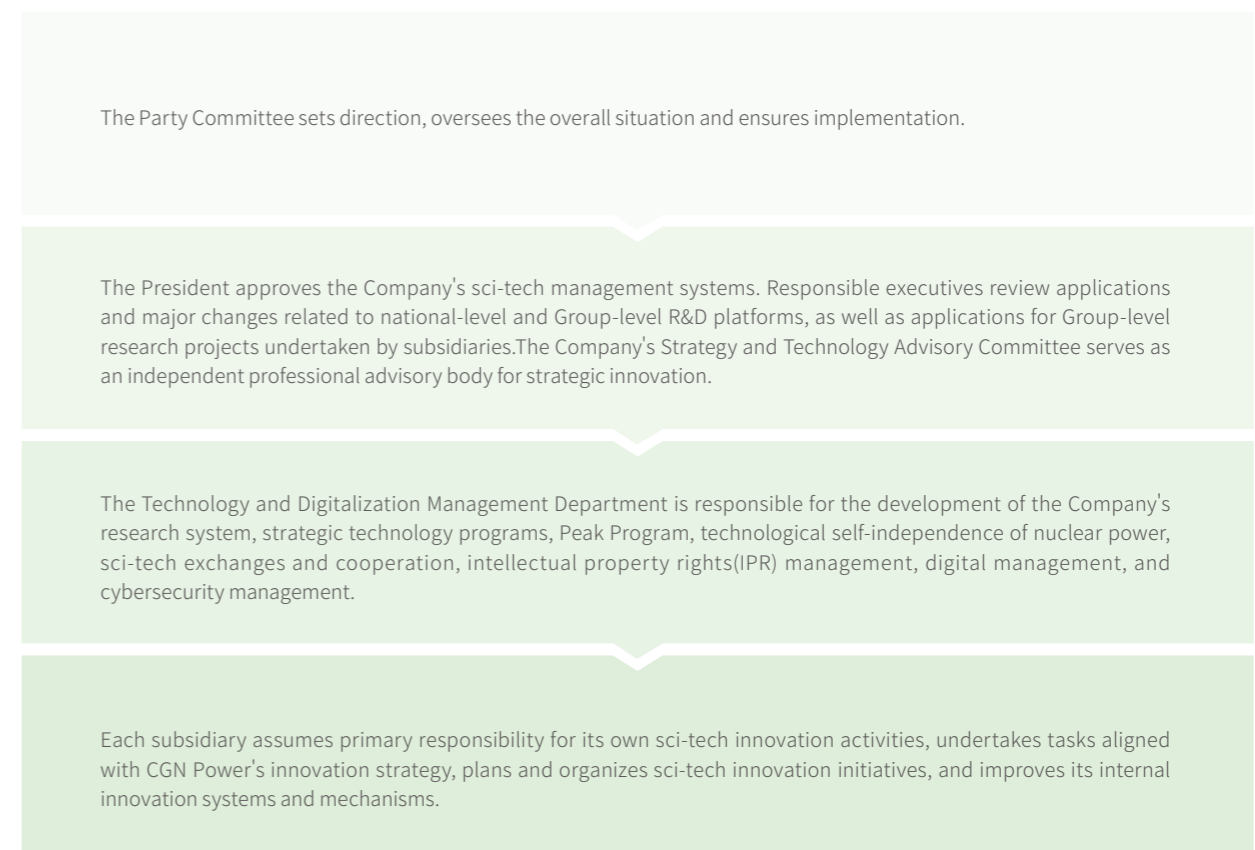 The Party Committee sets direction, oversees the overall situation and ensures implementation.
The President approves the Company's sci-tech management systems. Responsible executives review applications
and major changes related to national-level and Group-level R&D platforms, as well as applications for Group-level
research projects undertaken by subsidiaries.The Company's Strategy and Technology Advisory Committee serves as
an independent professional advisory body for strategic innovation.
The Technology and Digitalization Management Department is responsible for the development of the Company's
research system, strategic technology programs, Peak Program, technological self-independence of nuclear power,
sci-tech exchanges and cooperation, intellectual property rights(IPR) management, digital management, and
cybersecurity management.
Each subsidiary assumes primary responsibility for its own sci-tech innovation activities, undertakes tasks aligned
with CGN Power's innovation strategy, plans and organizes sci-tech innovation initiatives, and improves its internal
innovation systems and mechanisms.